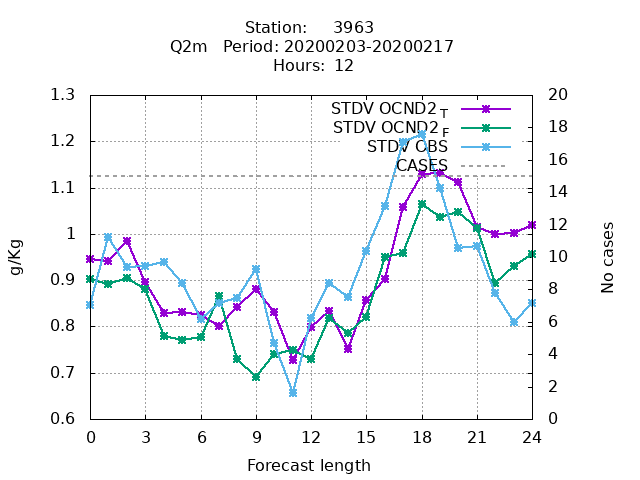 Station: 3963
Q2m Period: 20200203-20200217
Hours: 12
1.3
1.2
1.1
1
0.9
0.8
0.7
0.6
g/Kg
STDV OCND2 T
STDV OCND2 F
STDV OBS
CASES
20
18
16
14
12
10
8
6
4
2
0
No cases
0 3 6 9 12 15 18 21 24
Forecast length